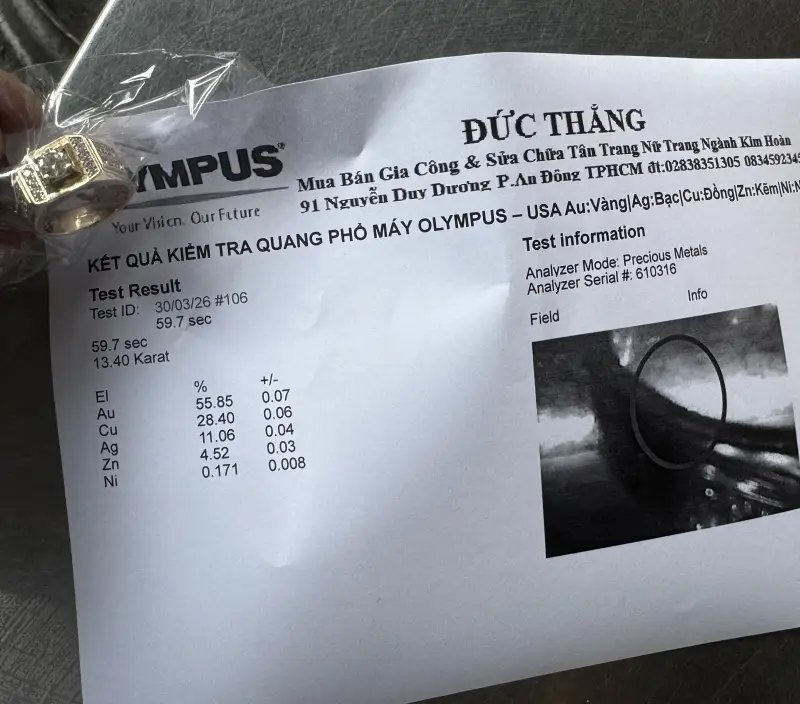 ĐỨC THẮNG
YMPUS®
Your Vision, Our Future
Mua Bán Gia Công & Sửa Chữa Tân Trang Nữ Trang Ngành Kim Hoàn
91 Nguyễn Duy Dương P.An Đông TPHCM đt:02838351305 083459234
KẾT QUẢ KIỂM TRA QUANG PHỔ MÁY OLYMPUS – USA Au:Vàng|Ag:Bạc|Cu:Đồng|Zn:Kẽm|Ni:N
Test Result
Test ID: 30/03/26 #106
59.7 sec
59.7 sec
13.40 Karat
El % +/-
Au 55.85 0.07
Cu 28.40 0.06
Ag 11.06 0.04
Zn 4.52 0.03
Ni 0.171 0.008
Test information
Analyzer Mode: Precious Metals
Analyzer Serial #: 610316
Field Info